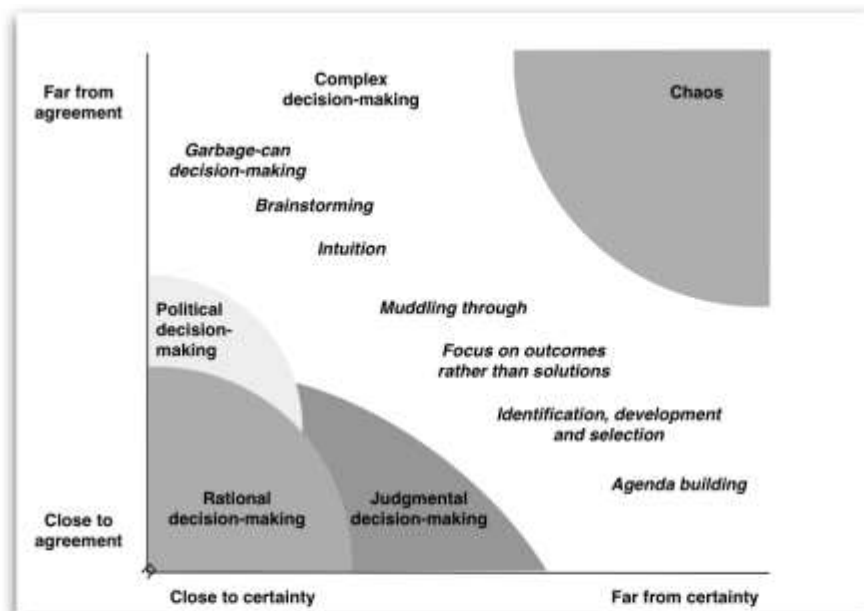 Far from
agreement
Complex
decision-making
Chaos
Garbage-can
decision-making
Brainstorming
Intuition
Political
decision-
making
Muddling through
Focus on outcomes
rather than solutions
Identification, development
and selection
Agenda building
Rational
decision-making
Judgmental
decision-making
Close to
agreement
Close to certainty
Far from certainty